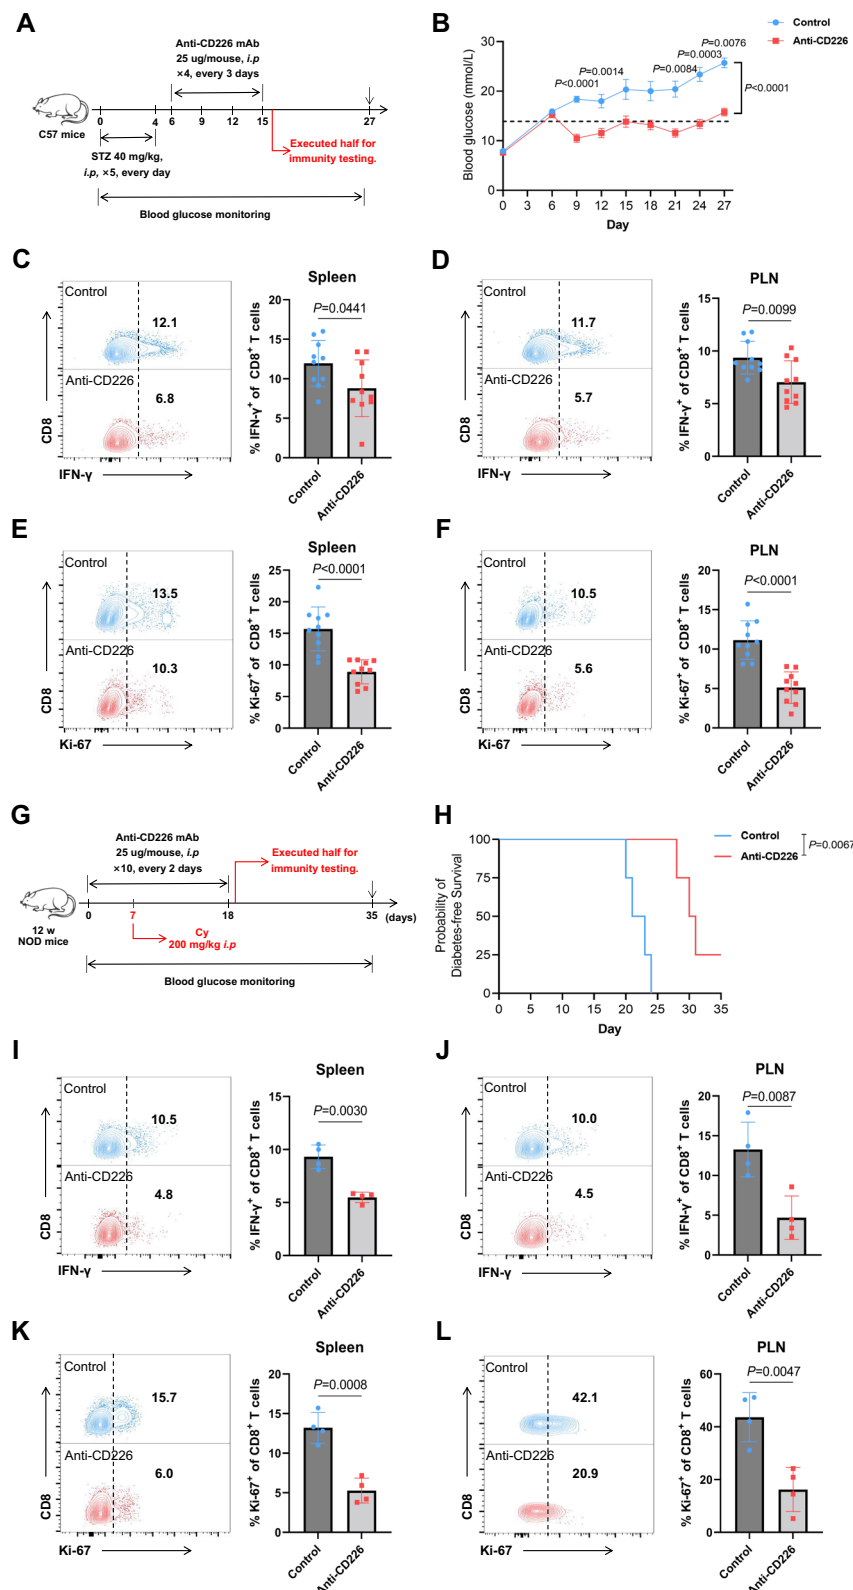 A
Anti-CD226 mAb
25 ug/mouse, i.p
×4, every 3 days
C57 mice
0 4 6 9 12 15 27
STZ 40 mg/kg,
i.p, ×5, every day
Executed half for
immunity testing.
Blood glucose monitoring
B
Control
Anti-CD226
Blood glucose (mmol/L)
30
20
10
0
P<0.0001
P=0.0014
P=0.0084
P=0.0003
P=0.0076
P<0.0001
0 3 6 9 12 15 18 21 24 27
Day
C
Control
12.1
Anti-CD226
6.8
CD8
IFN-γ
Spleen
P=0.0441
% IFN-γ+ of CD8+ T cells
20
15
10
5
0
Control
Anti-CD226
D
Control
11.7
Anti-CD226
5.7
CD8
IFN-γ
PLN
P=0.0099
% IFN-γ+ of CD8+ T cells
15
10
5
0
Control
Anti-CD226
E
Control
13.5
Anti-CD226
10.3
CD8
Ki-67
Spleen
P<0.0001
% Ki-67+ of CD8+ T cells
25
20
15
10
5
0
Control
Anti-CD226
F
Control
10.5
Anti-CD226
5.6
CD8
Ki-67
PLN
P<0.0001
% Ki-67+ of CD8+ T cells
20
15
10
5
0
Control
Anti-CD226
G
Anti-CD226 mAb
25 ug/mouse, i.p
×10, every 2 days
Executed half for
immunity testing.
12 w
NOD mice
0 7 18 35 (days)
Cy
200 mg/kg i.p
Blood glucose monitoring
H
Control
Anti-CD226
P=0.0067
Probability of
Diabetes-free Survival
100
75
50
25
0
0 5 10 15 20 25 30 35
Day
I
Control
10.5
Anti-CD226
4.8
CD8
IFN-γ
Spleen
P=0.0030
% IFN-γ+ of CD8+ T cells
15
10
5
0
Control
Anti-CD226
J
Control
10.0
Anti-CD226
4.5
CD8
IFN-γ
PLN
P=0.0087
% IFN-γ+ of CD8+ T cells
20
15
10
5
0
Control
Anti-CD226
K
Control
15.7
Anti-CD226
6.0
CD8
Ki-67
Spleen
P=0.0008
% Ki-67+ of CD8+ T cells
20
15
10
5
0
Control
Anti-CD226
L
Control
42.1
Anti-CD226
20.9
CD8
Ki-67
PLN
P=0.0047
% Ki-67+ of CD8+ T cells
60
40
20
0
Control
Anti-CD226